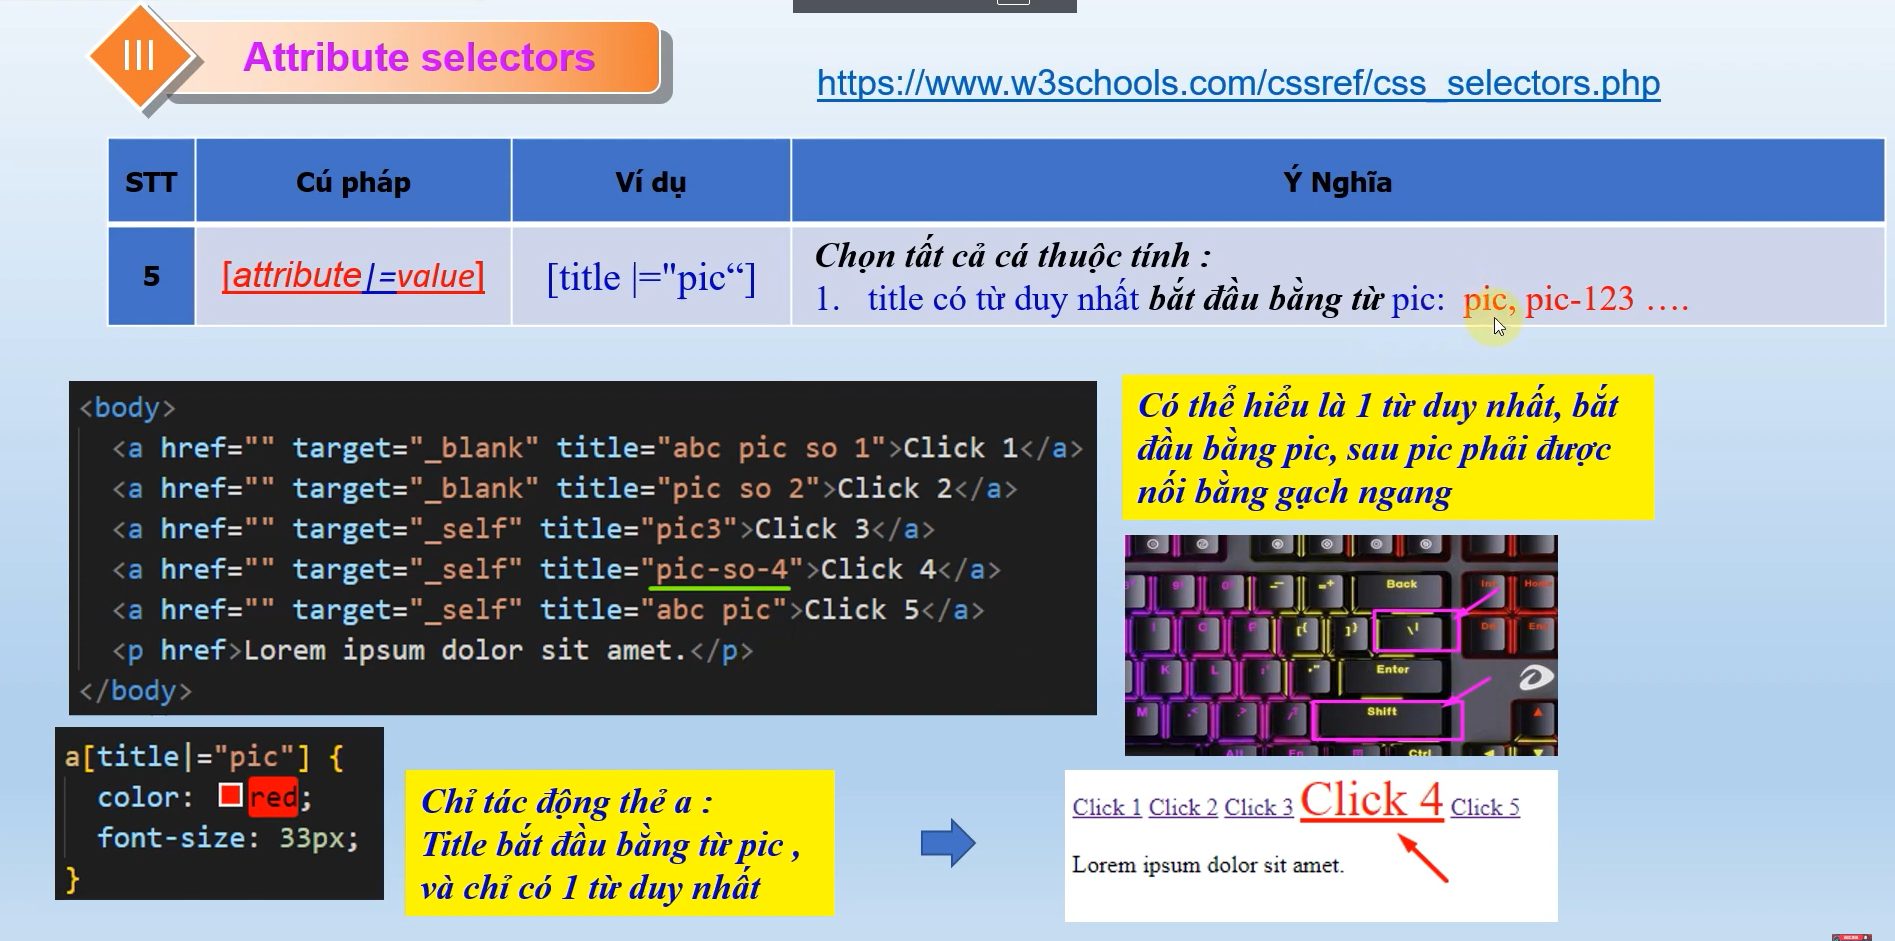 III
Attribute selectors
https://www.w3schools.com/cssref/css_selectors.php
STT
Cú pháp
Ví dụ
Ý Nghĩa
5
[attribute|=value]
[title |="pic“]
Chọn tất cả cá thuộc tính :
1. title có từ duy nhất bắt đầu bằng từ pic: pic, pic-123 ….
<body>
<a href="" target="_blank" title="abc pic so 1">Click 1</a>
<a href="" target="_blank" title="pic so 2">Click 2</a>
<a href="" target="_self" title="pic3">Click 3</a>
<a href="" target="_self" title="pic-so-4">Click 4</a>
<a href="" target="_self" title="abc pic">Click 5</a>
<p href>Lorem ipsum dolor sit amet.</p>
</body>
Có thể hiểu là 1 từ duy nhất, bắt
đầu bằng pic, sau pic phải được
nối bằng gạch ngang
Back
\|
Enter
Shift
Ctrl
a[title|="pic"] {
color: red;
font-size: 33px;
}
Chỉ tác động thẻ a :
Title bắt đầu bằng từ pic ,
và chỉ có 1 từ duy nhất
Click 1 Click 2 Click 3 Click 4 Click 5
Lorem ipsum dolor sit amet.